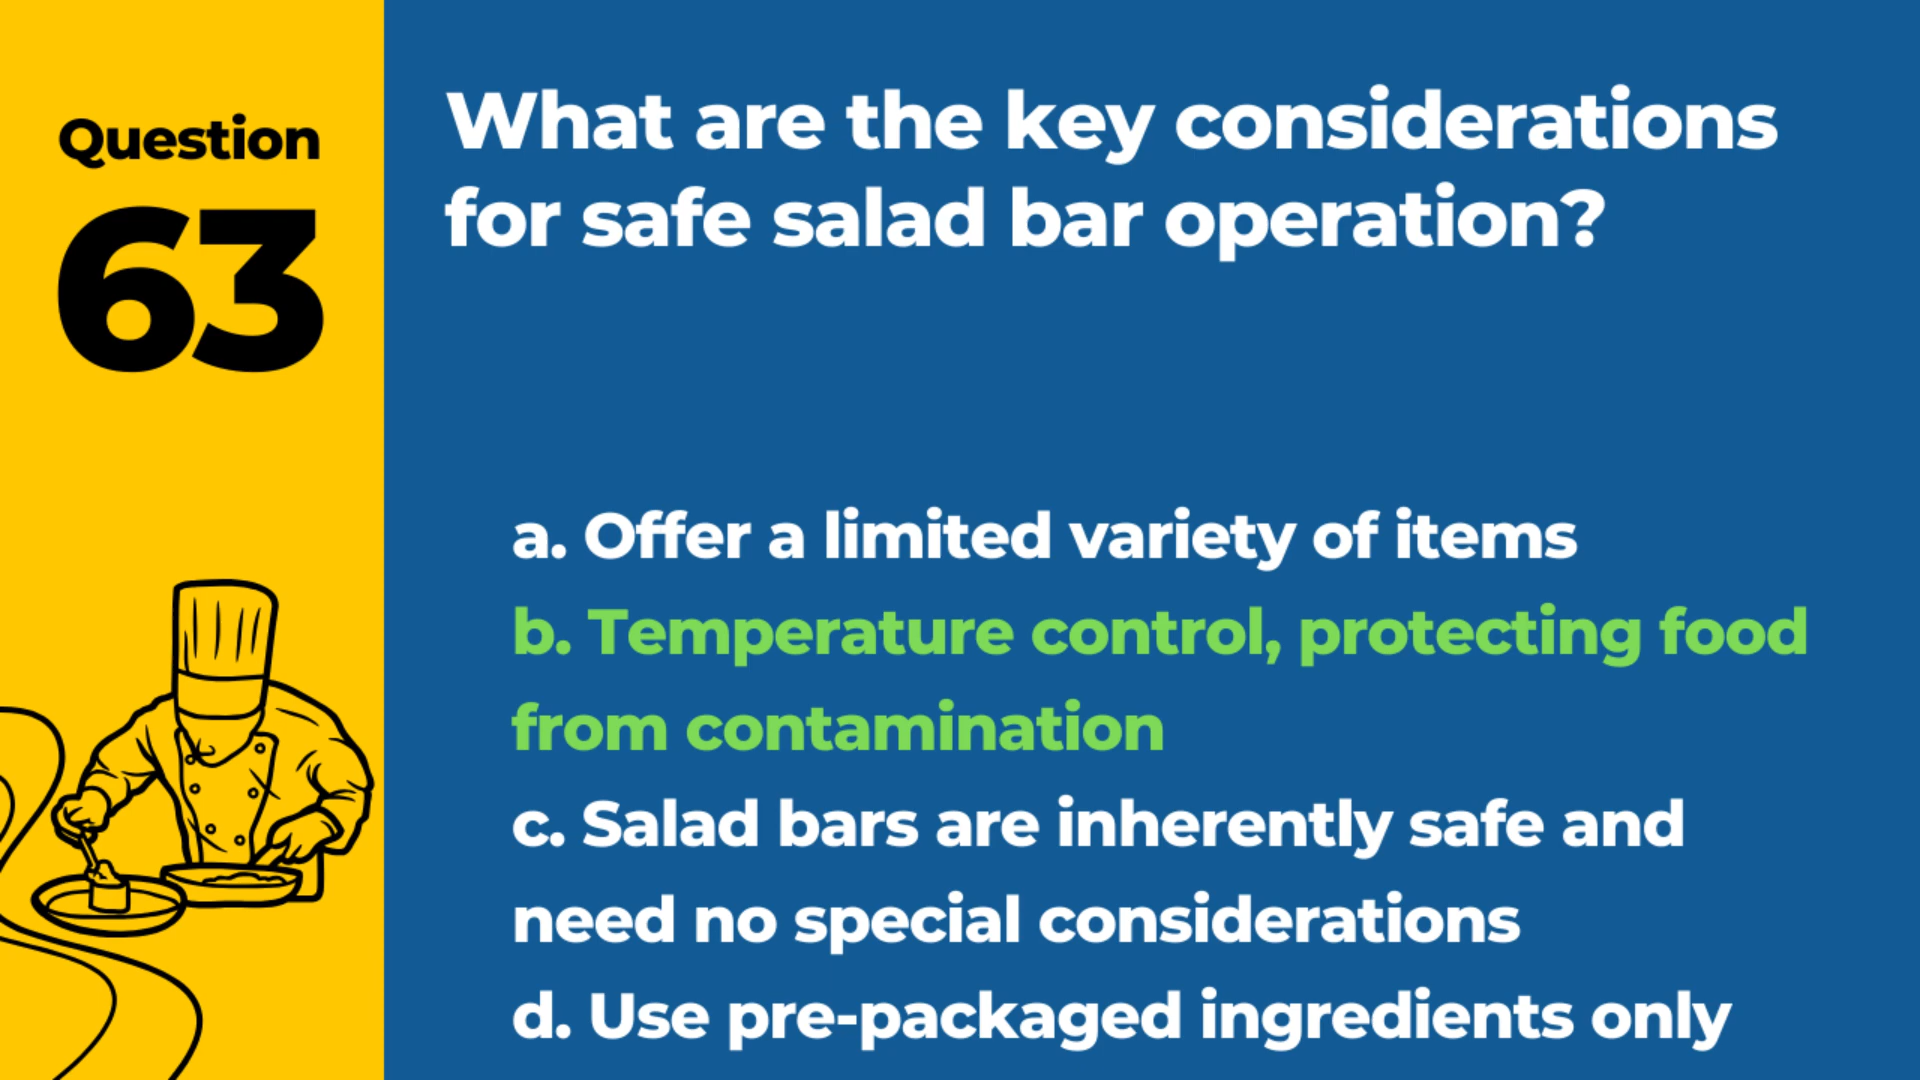 Question
63
What are the key considerations
for safe salad bar operation?
a. Offer a limited variety of items
b. Temperature control, protecting food
from contamination
c. Salad bars are inherently safe and
need no special considerations
d. Use pre-packaged ingredients only